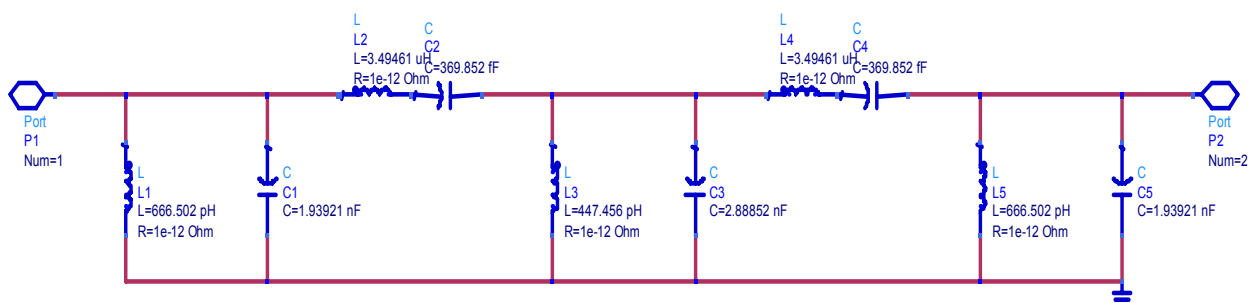 L
L2
L=3.49461 uH
R=1e-12 Ohm
C
C2
C=369.852 fF
L
L4
L=3.49461 uH
R=1e-12 Ohm
C
C4
C=369.852 fF
Port
P1
Num=1
L
L1
L=666.502 pH
R=1e-12 Ohm
C
C1
C=1.93921 nF
L
L3
L=447.456 pH
R=1e-12 Ohm
C
C3
C=2.88852 nF
L
L5
L=666.502 pH
R=1e-12 Ohm
C
C5
C=1.93921 nF
Port
P2
Num=2